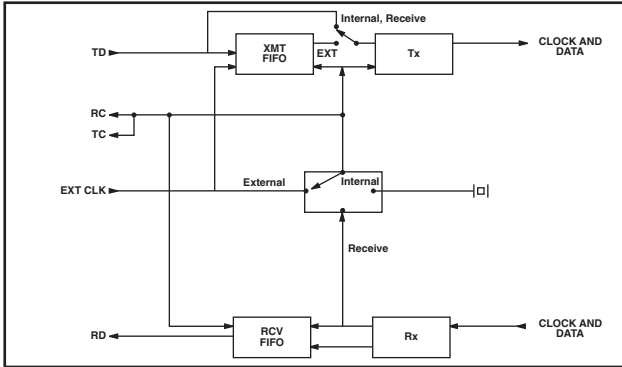 Internal, Receive
TD
XMT
FIFO
EXT
Tx
CLOCK AND
DATA
RC
TC
EXT CLK
External
Internal
Receive
RD
RCV
FIFO
Rx
CLOCK AND
DATA